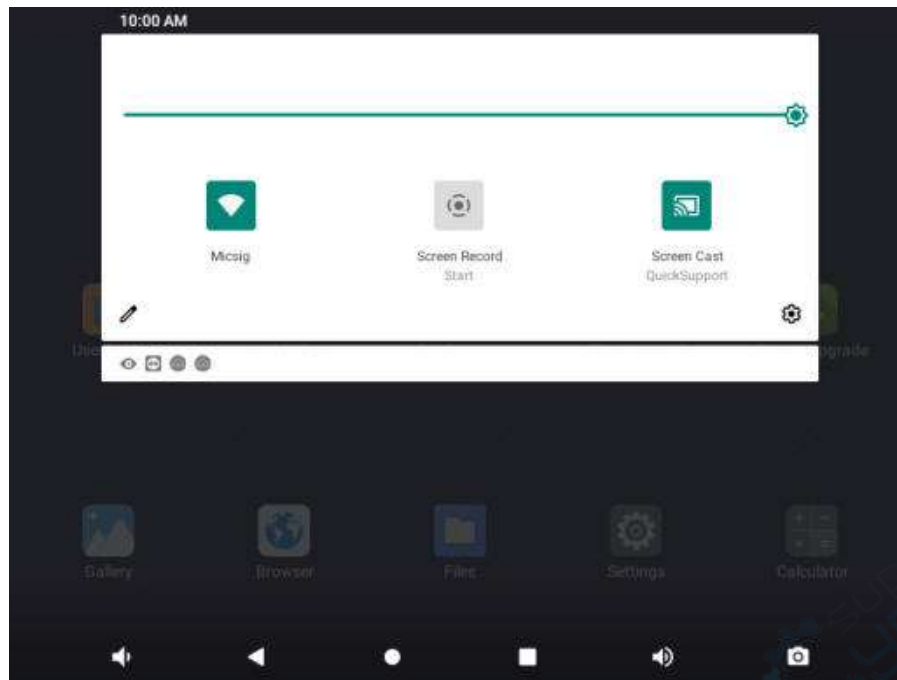 10:00 AM
Micsig
Screen Record
Start
Screen Cast
QuickSupport
Gallery
Browser
Files
Settings
Calculator